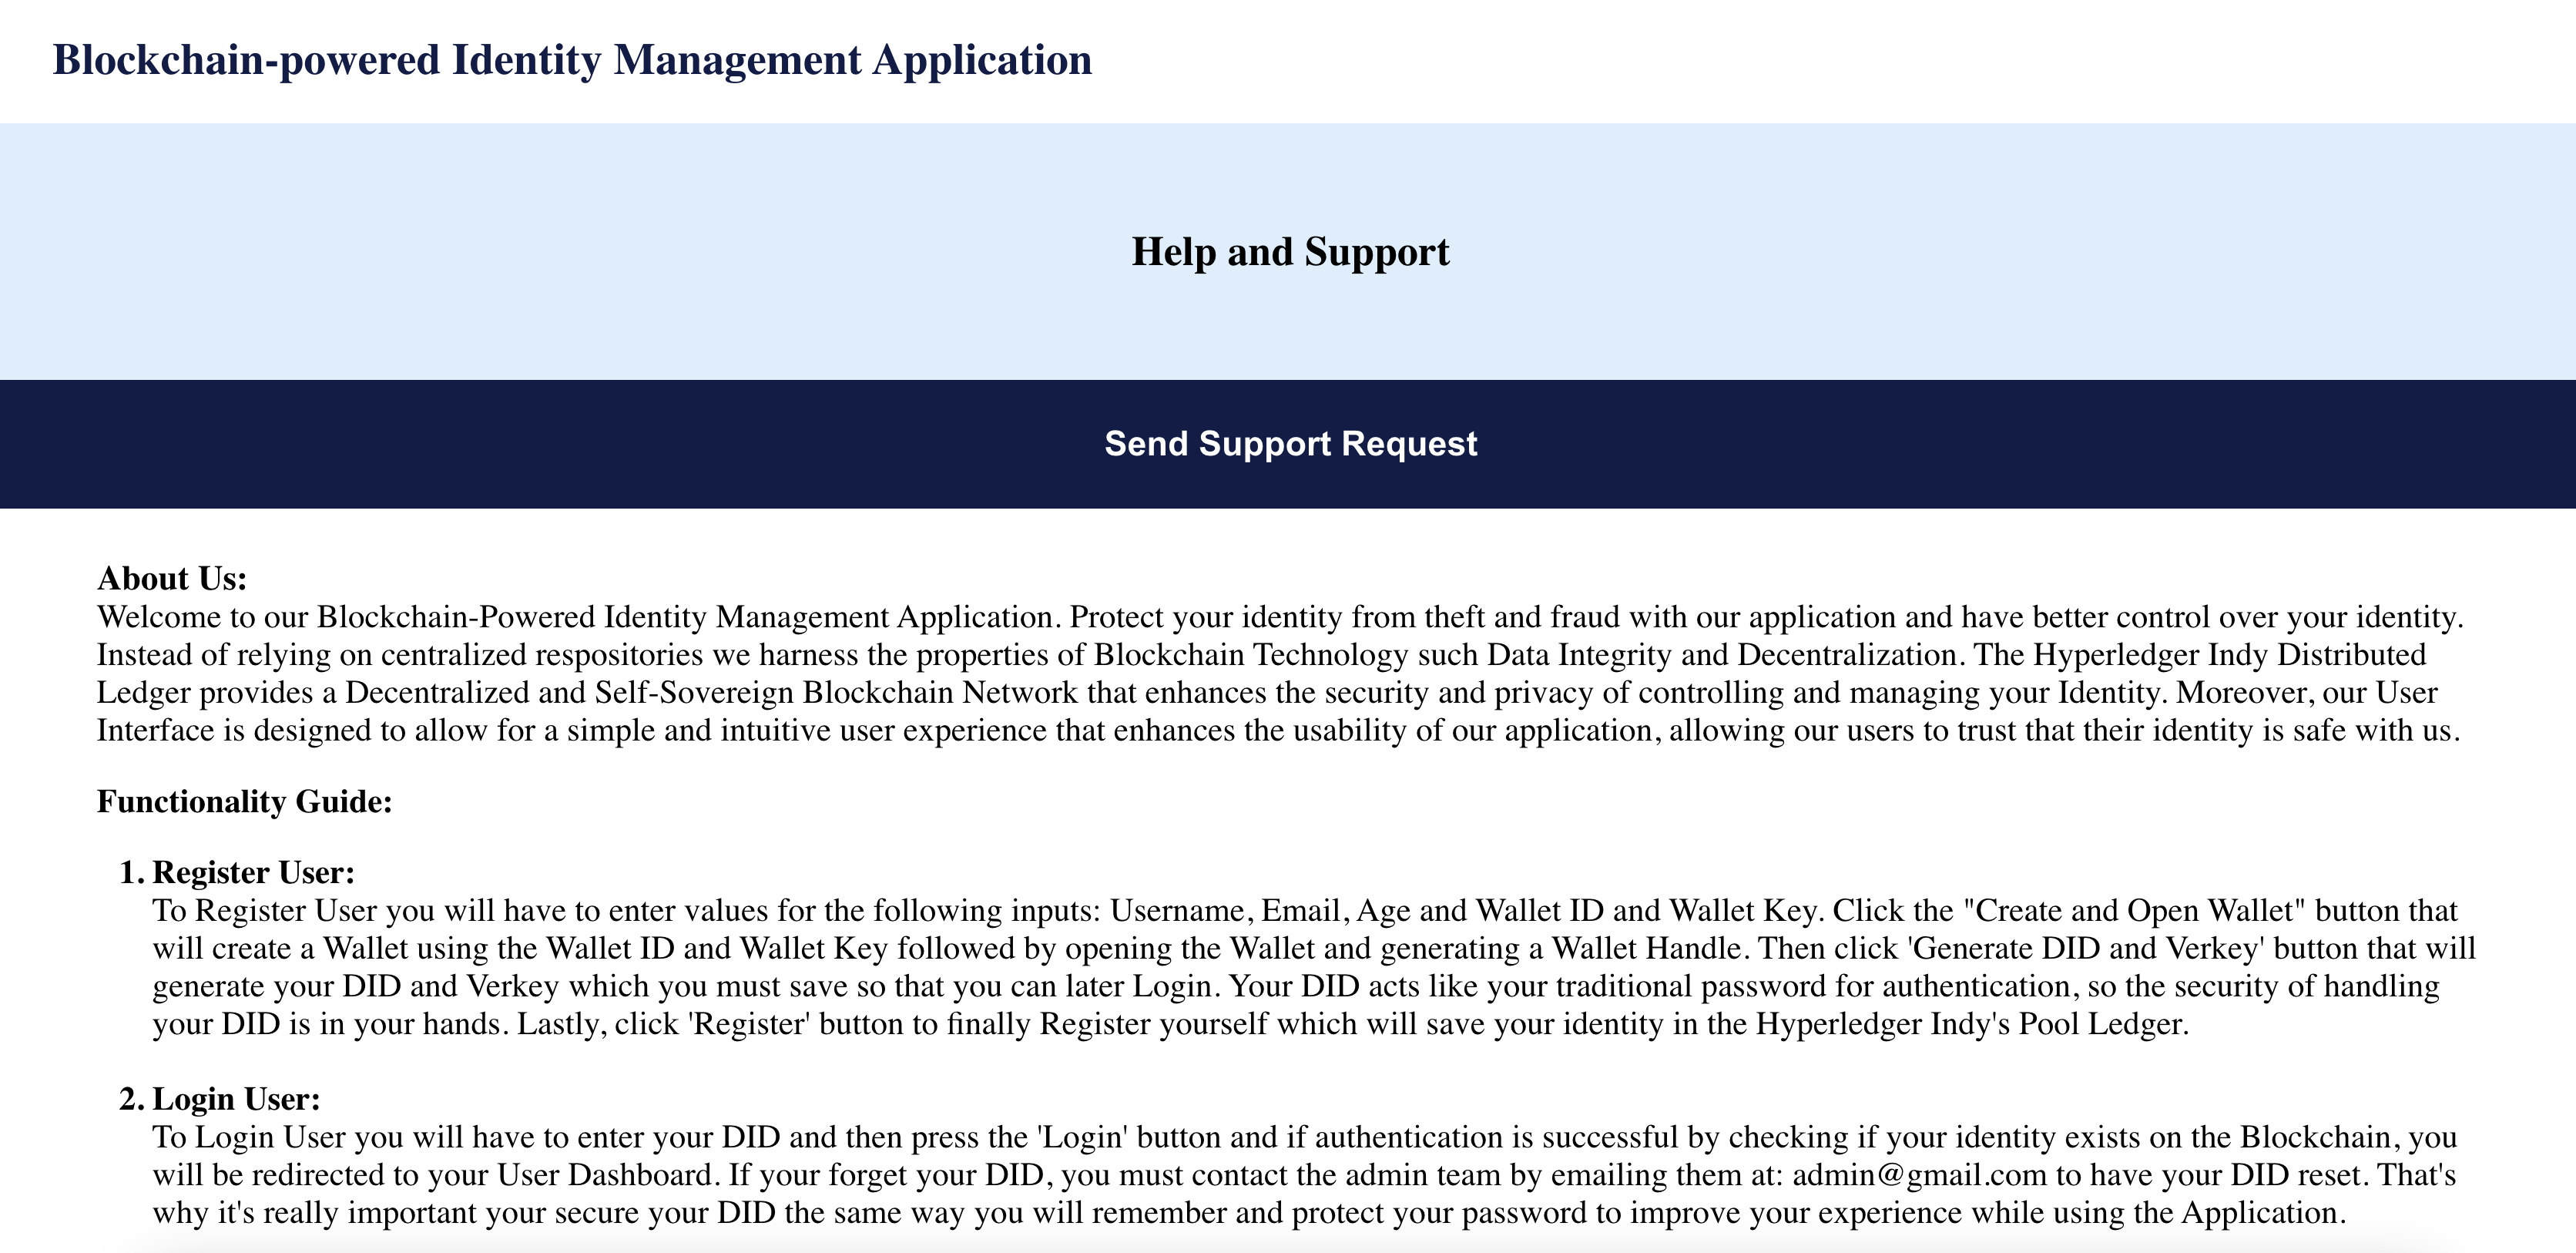 Blockchain-powered Identity Management Application
Help and Support
Send Support Request
About Us:
Welcome to our Blockchain-Powered Identity Management Application. Protect your identity from theft and fraud with our application and have better control over your identity.
Instead of relying on centralized respositories we harness the properties of Blockchain Technology such Data Integrity and Decentralization. The Hyperledger Indy Distributed
Ledger provides a Decentralized and Self-Sovereign Blockchain Network that enhances the security and privacy of controlling and managing your Identity. Moreover, our User
Interface is designed to allow for a simple and intuitive user experience that enhances the usability of our application, allowing our users to trust that their identity is safe with us.
Functionality Guide:
1. Register User:
To Register User you will have to enter values for the following inputs: Username, Email, Age and Wallet ID and Wallet Key. Click the "Create and Open Wallet" button that
will create a Wallet using the Wallet ID and Wallet Key followed by opening the Wallet and generating a Wallet Handle. Then click 'Generate DID and Verkey' button that will
generate your DID and Verkey which you must save so that you can later Login. Your DID acts like your traditional password for authentication, so the security of handling
your DID is in your hands. Lastly, click 'Register' button to finally Register yourself which will save your identity in the Hyperledger Indy's Pool Ledger.
2. Login User:
To Login User you will have to enter your DID and then press the 'Login' button and if authentication is successful by checking if your identity exists on the Blockchain, you
will be redirected to your User Dashboard. If your forget your DID, you must contact the admin team by emailing them at: admin@gmail.com to have your DID reset. That's
why it's really important your secure your DID the same way you will remember and protect your password to improve your experience while using the Application.